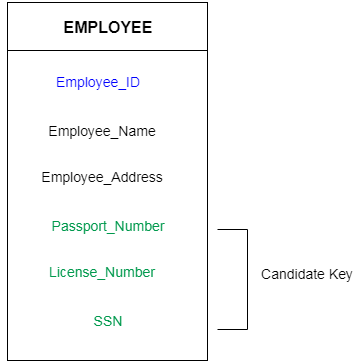 EMPLOYEE
Employee_ID
Employee_Name
Employee_Address
Passport_Number
License_Number
SSN
Candidate Key